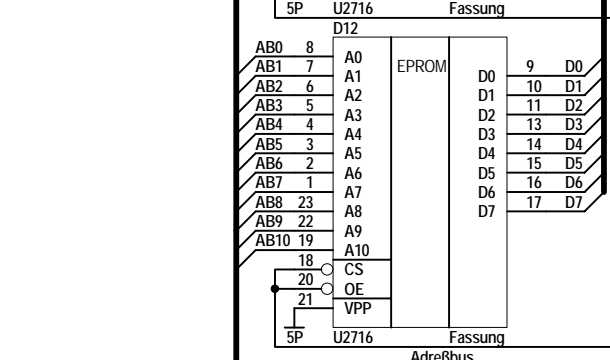 5P U2716 Fassung
D12
AB0 8 A0 EPROM D0 9 D0
AB1 7 A1 D1 10 D1
AB2 6 A2 D2 11 D2
AB3 5 A3 D3 13 D3
AB4 4 A4 D4 14 D4
AB5 3 A5 D5 15 D5
AB6 2 A6 D6 16 D6
AB7 1 A7 D7 17 D7
AB8 23 A8
AB9 22 A9
AB10 19 A10
18 CS
20 OE
21 VPP
5P U2716 Fassung
Adreßbus